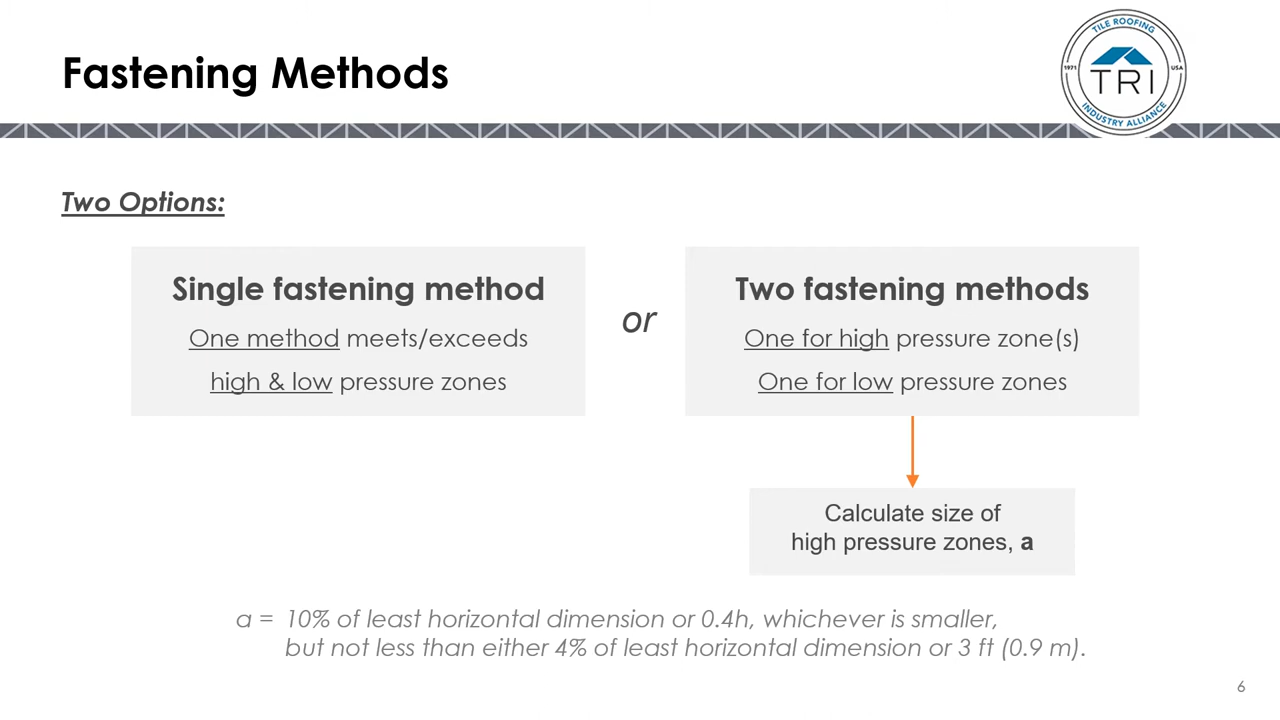 Fastening Methods
TILE ROOFING
1971
USA
TRI
INDUSTRY ALLIANCE
Two Options:
Single fastening method
One method meets/exceeds
high & low pressure zones
or
Two fastening methods
One for high pressure zone(s)
One for low pressure zones
Calculate size of
high pressure zones, a
a = 10% of least horizontal dimension or 0.4h, whichever is smaller,
but not less than either 4% of least horizontal dimension or 3 ft (0.9 m).
6